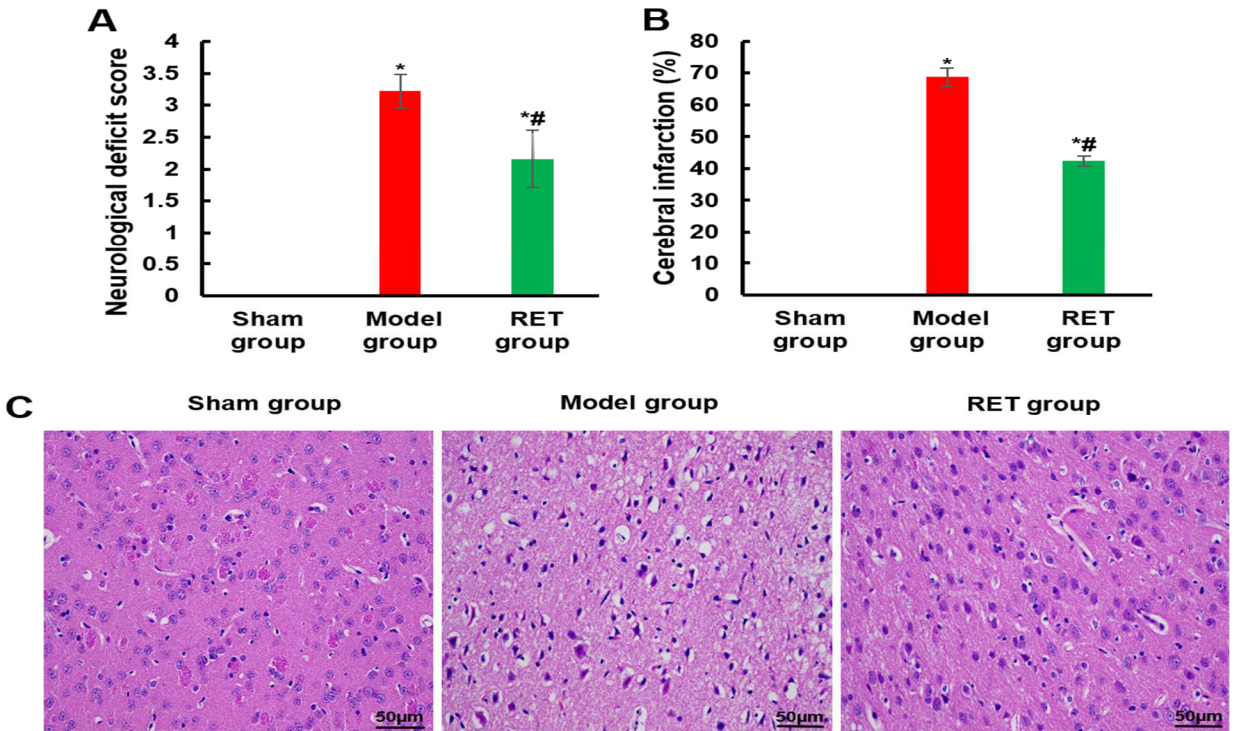 A
Neurological deficit score
4
3.5
3
2.5
2
1.5
1
0.5
0
*
*#
Sham group
Model group
RET group
B
Cerebral infarction (%)
80
70
60
50
40
30
20
10
0
*
*#
Sham group
Model group
RET group
C
Sham group
Model group
RET group
50μm
50μm
50μm